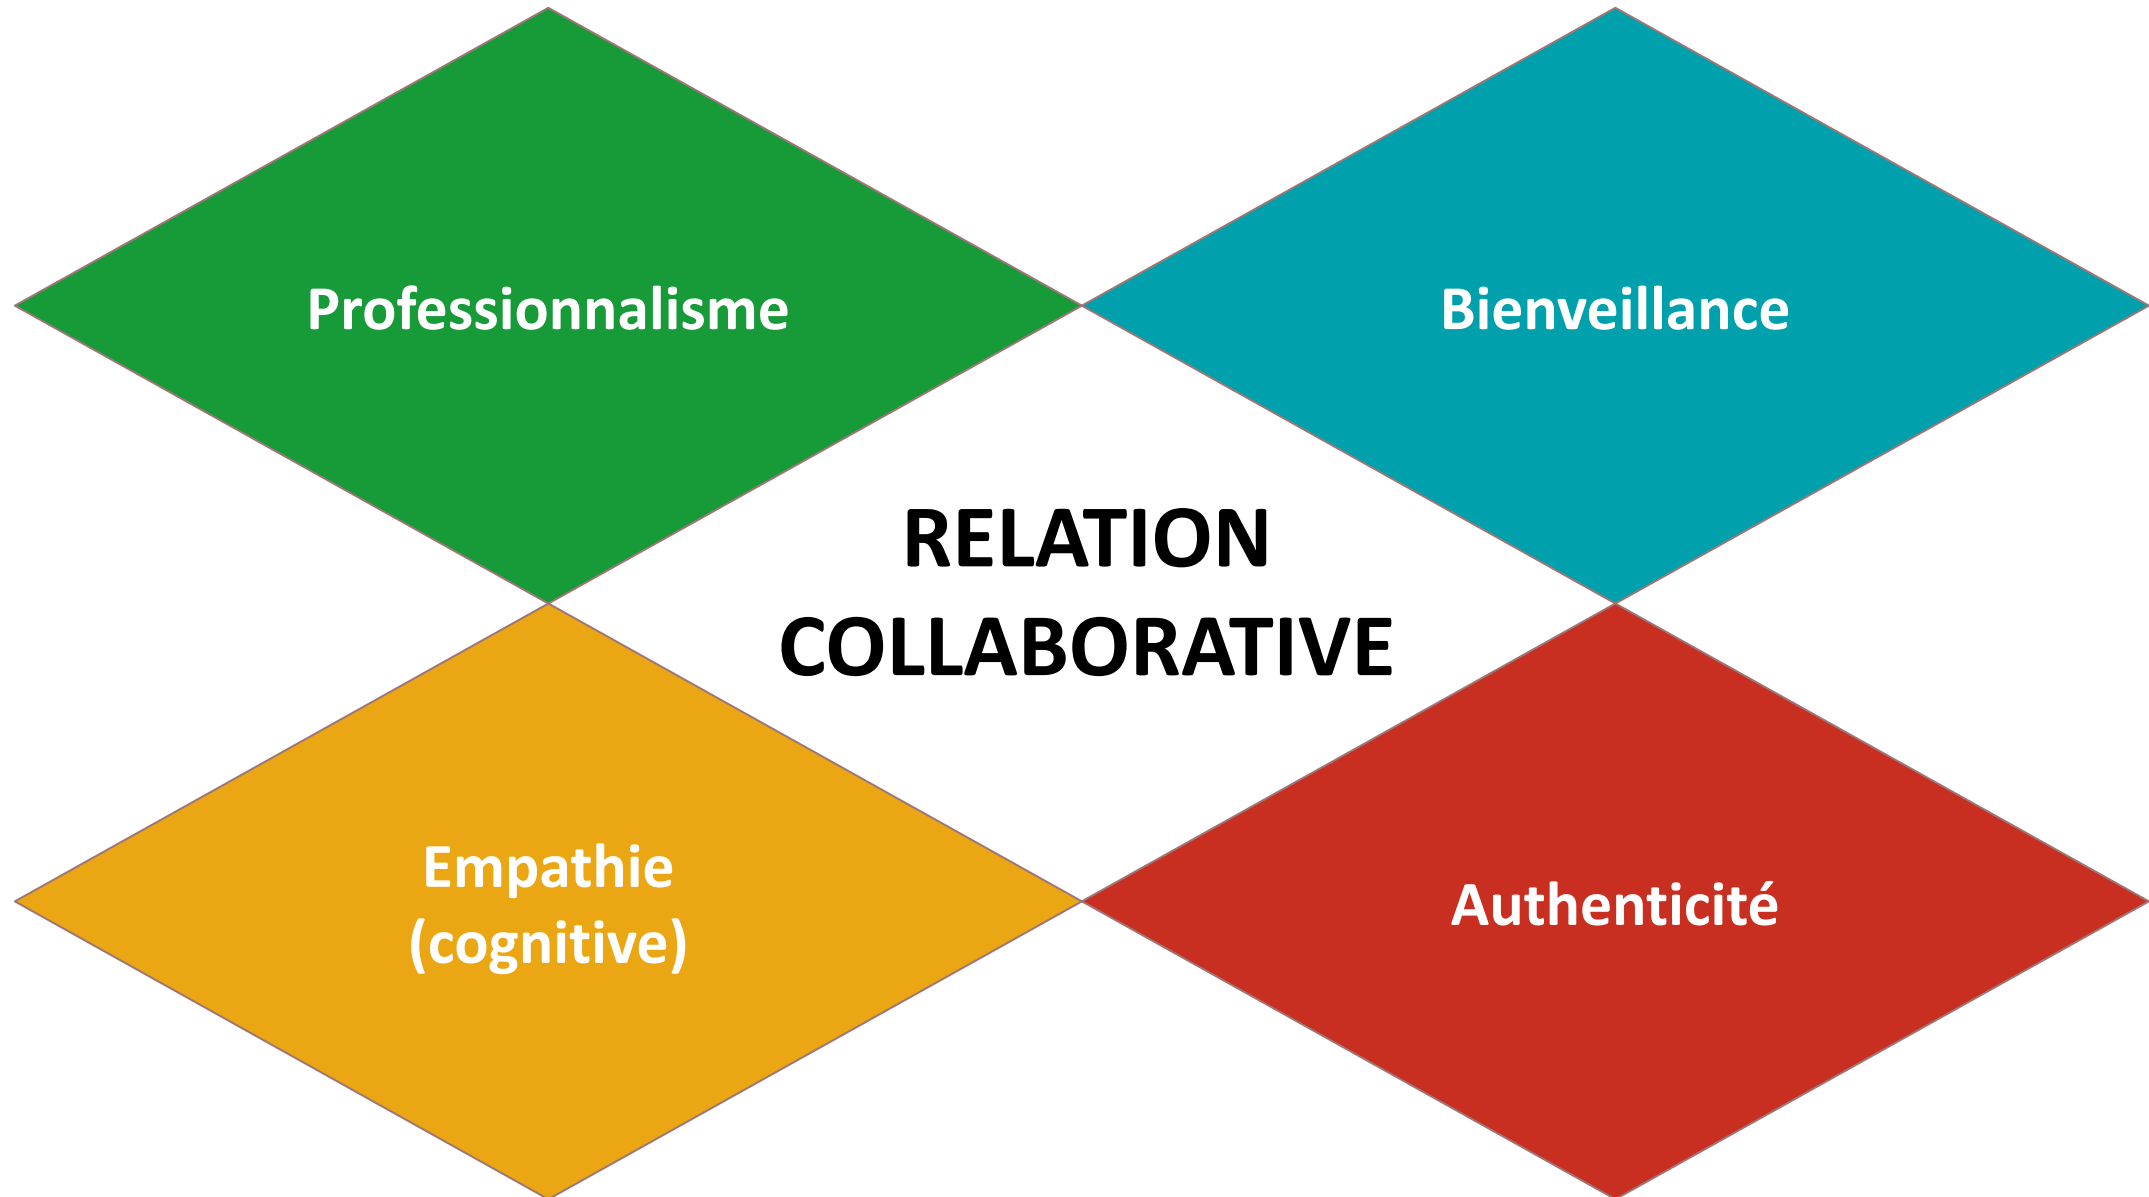 Professionnalisme
Bienveillance
RELATION
COLLABORATIVE
Empathie
(cognitive)
Authenticité